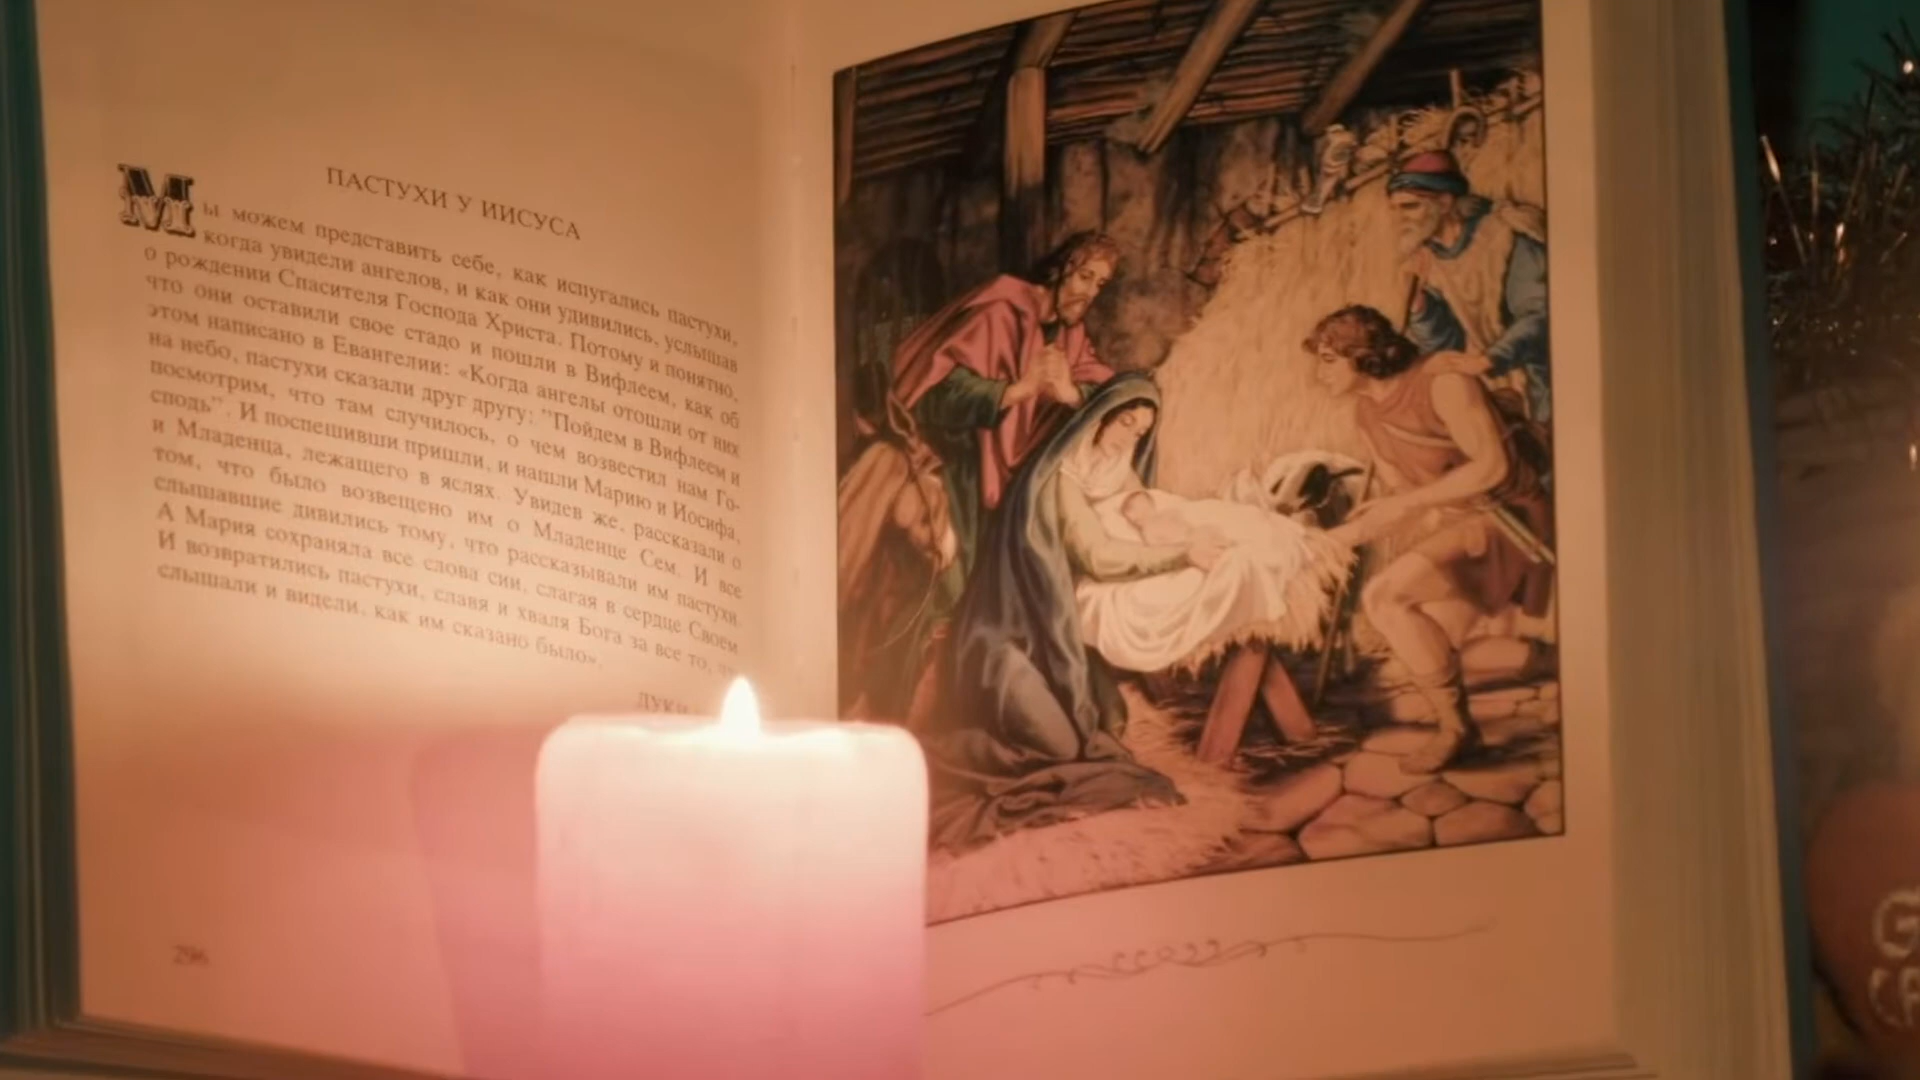 ПАСТУХИ У ИИСУСА
Мы можем представить себе, как испугались пастухи,
когда увидели ангелов, и как они удивились, услышав
о рождении Спасителя Господа Христа. Потому и понятно,
что они оставили свое стадо и пошли в Вифлеем, как об
этом написано в Евангелии: «Когда ангелы отошли от них
на небо, пастухи сказали друг другу: "Пойдем в Вифлеем и
посмотрим, что там случилось, о чем возвестил нам Го-
сподь". И поспешивши пришли, и нашли Марию и Иосифа,
и Младенца, лежащего в яслях. Увидев же, рассказали о
том, что было возвещено им о Младенце Сем. И все
слышавшие дивились тому, что рассказывали им пастухи.
А Мария сохраняла все слова сии, слагая в сердце Своем
И возвратились пастухи, славя и хваля Бога за все то,
слышали и видели, как им сказано было».
ЛУКИ
296